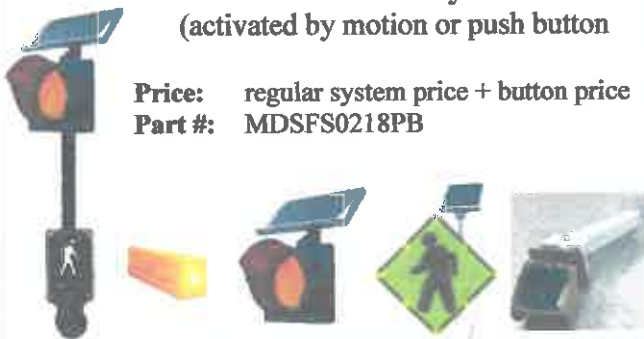 (activated by motion or push button
Price: regular system price + button price
Part #: MDSFS0218PB